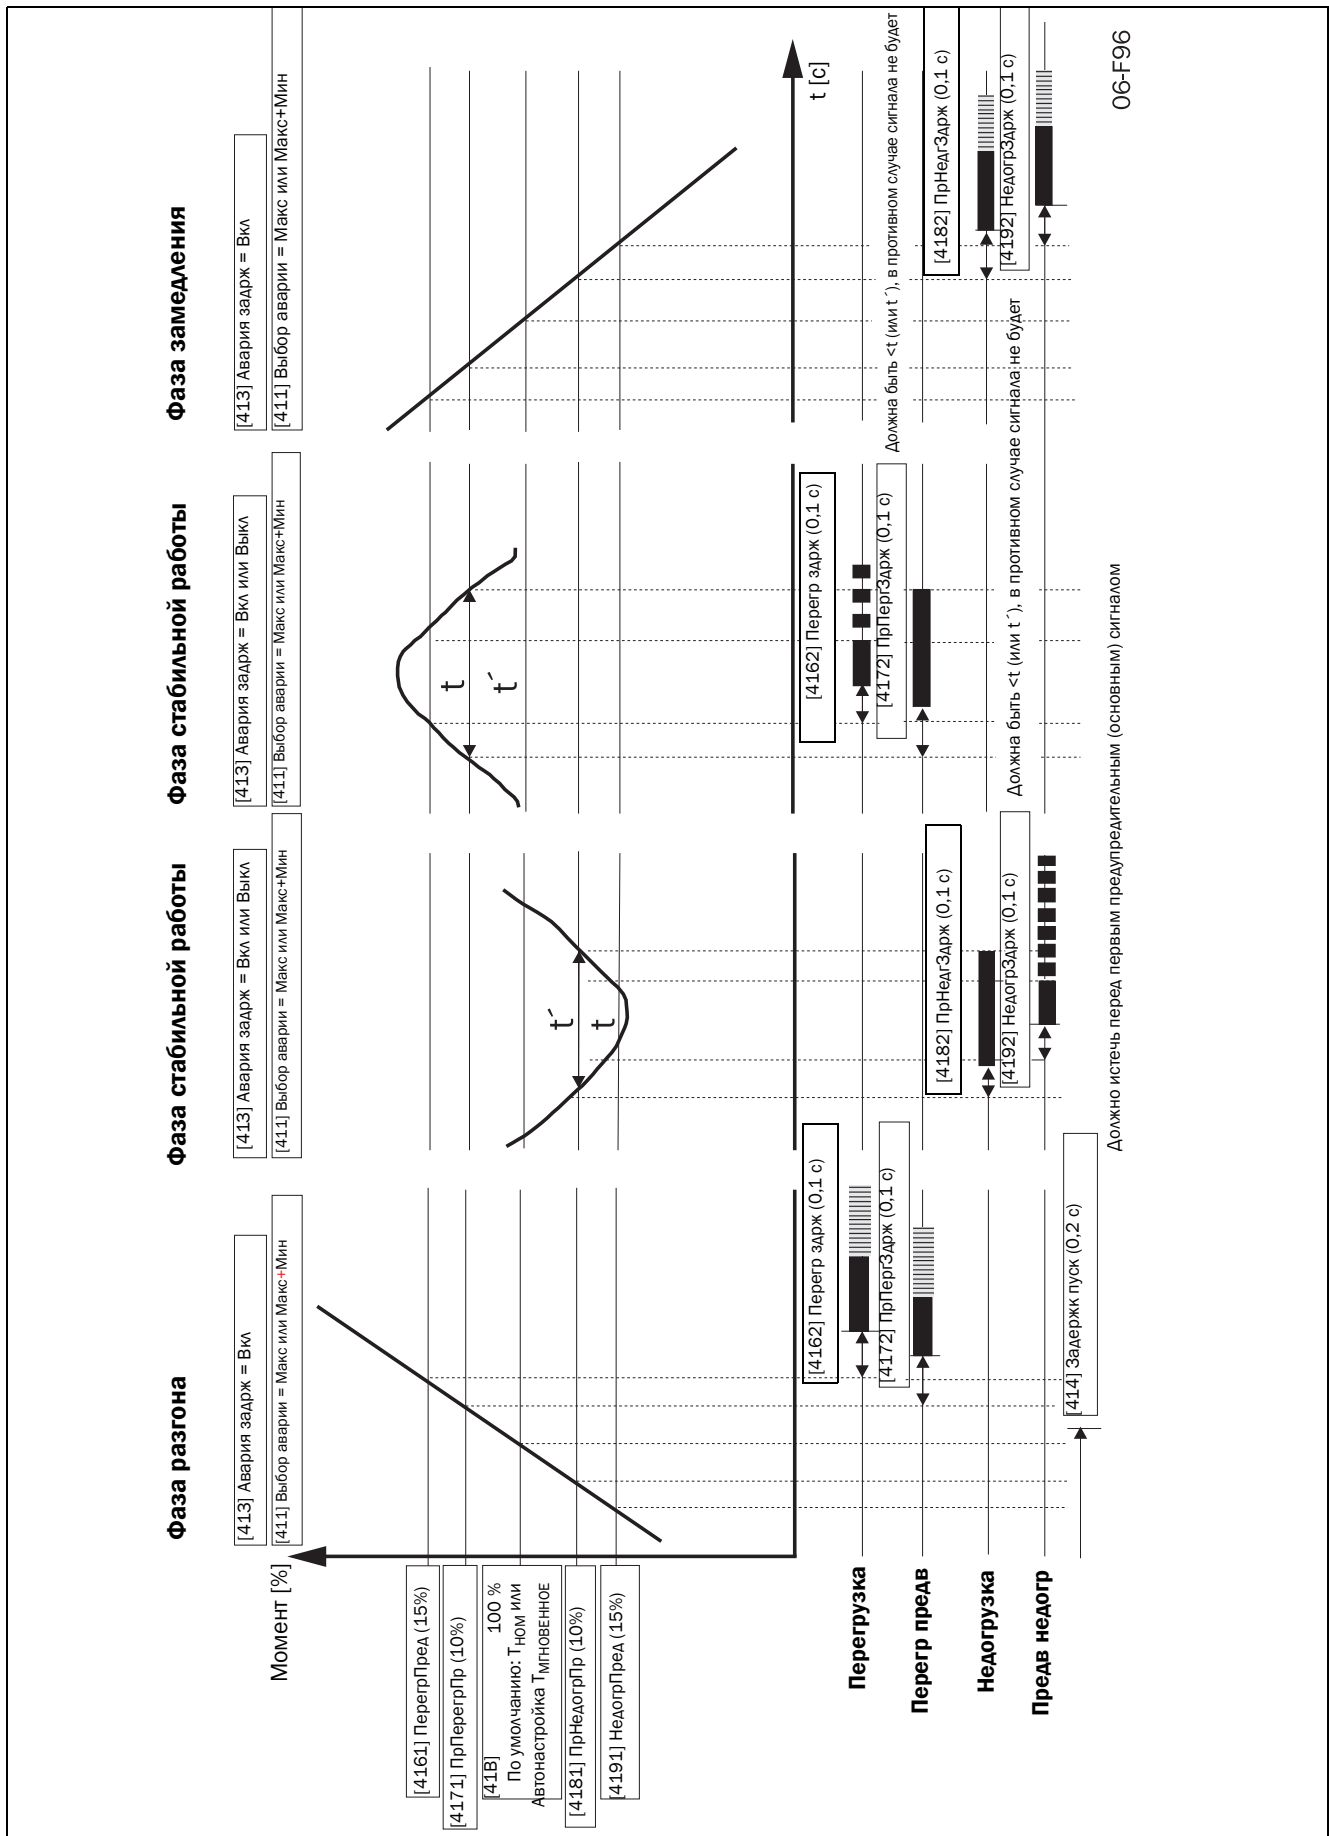 Фаза разгона
Фаза стабильной работы
Фаза стабильной работы
Фаза замедления
[413] Авария задрж = Вкл
[411] Выбор аварии = Макс или Макс+Мин
[413] Авария задрж = Вкл или Выкл
[411] Выбор аварии = Макс или Макс+Мин
[413] Авария задрж = Вкл или Выкл
[411] Выбор аварии = Макс или Макс+Мин
[413] Авария задрж = Вкл
[411] Выбор аварии = Макс или Макс+Мин
Момент [%]
[4161] ПерегрПред (15%)
[4171] ПрПерегрПр (10%)
[41B]
100 %
По умолчанию: TНОМ или
Автонастройка TМГНОВЕННОЕ
[4181] ПрНедогрПр (10%)
[4191] НедогрПред (15%)
t´
t
t
t´
t [c]
Перегрузка
[4162] Перегр здрж (0,1 с)
[4162] Перегр здрж (0,1 с)
Перегр предв
[4172] ПрПергЗдрж (0,1 с)
[4172] ПрПергЗдрж (0,1 с)
Должна быть <t (или t´), в противном случае сигнала не будет
Недогрузка
[4182] ПрНедгЗдрж (0,1 с)
[4182] ПрНедгЗдрж (0,1 с)
Предв недогр
[4192] НедогрЗдрж (0,1 с)
Должна быть <t (или t´), в противном случае сигнала не будет
[4192] НедогрЗдрж (0,1 с)
[414] Задержк пуск (0,2 с)
Должно истечь перед первым предупредительным (основным) сигналом
06-F96